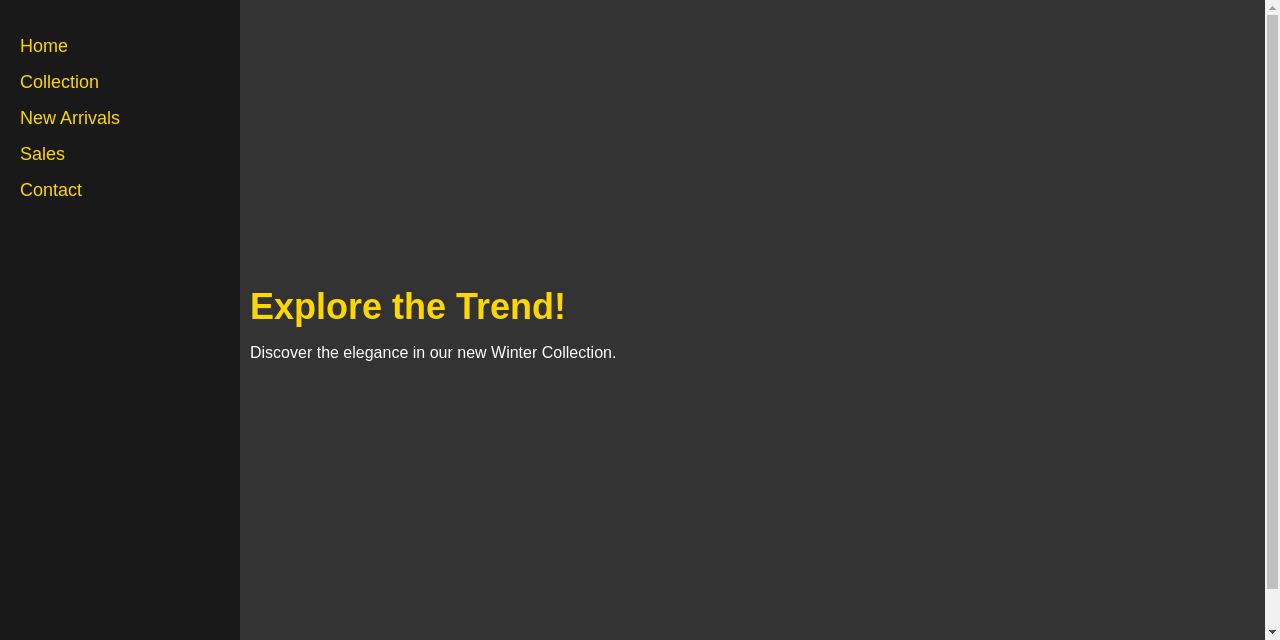 Home
Collection
New Arrivals
Sales
Contact
Explore the Trend!
Discover the elegance in our new Winter Collection.